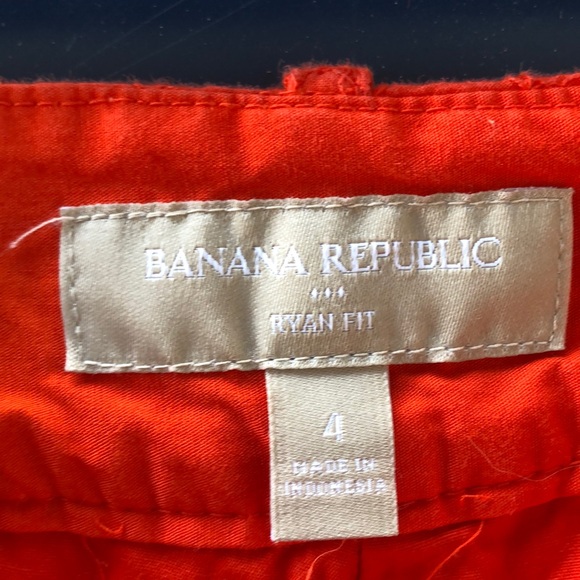 BANANA REPUBLIC
RYAN FIT
4
MADE IN
INDONESIA